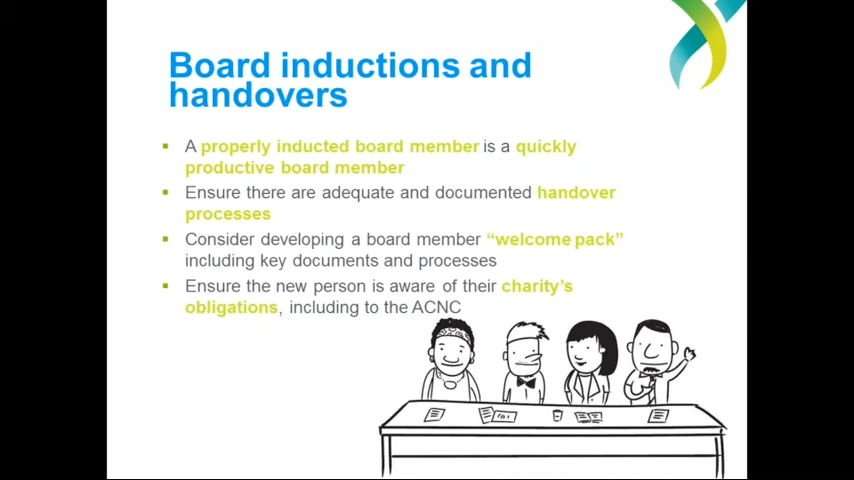 Board inductions and
handovers
▪ A properly inducted board member is a quickly
productive board member
▪ Ensure there are adequate and documented handover
processes
▪ Consider developing a board member “welcome pack”
including key documents and processes
▪ Ensure the new person is aware of their charity’s
obligations, including to the ACNC